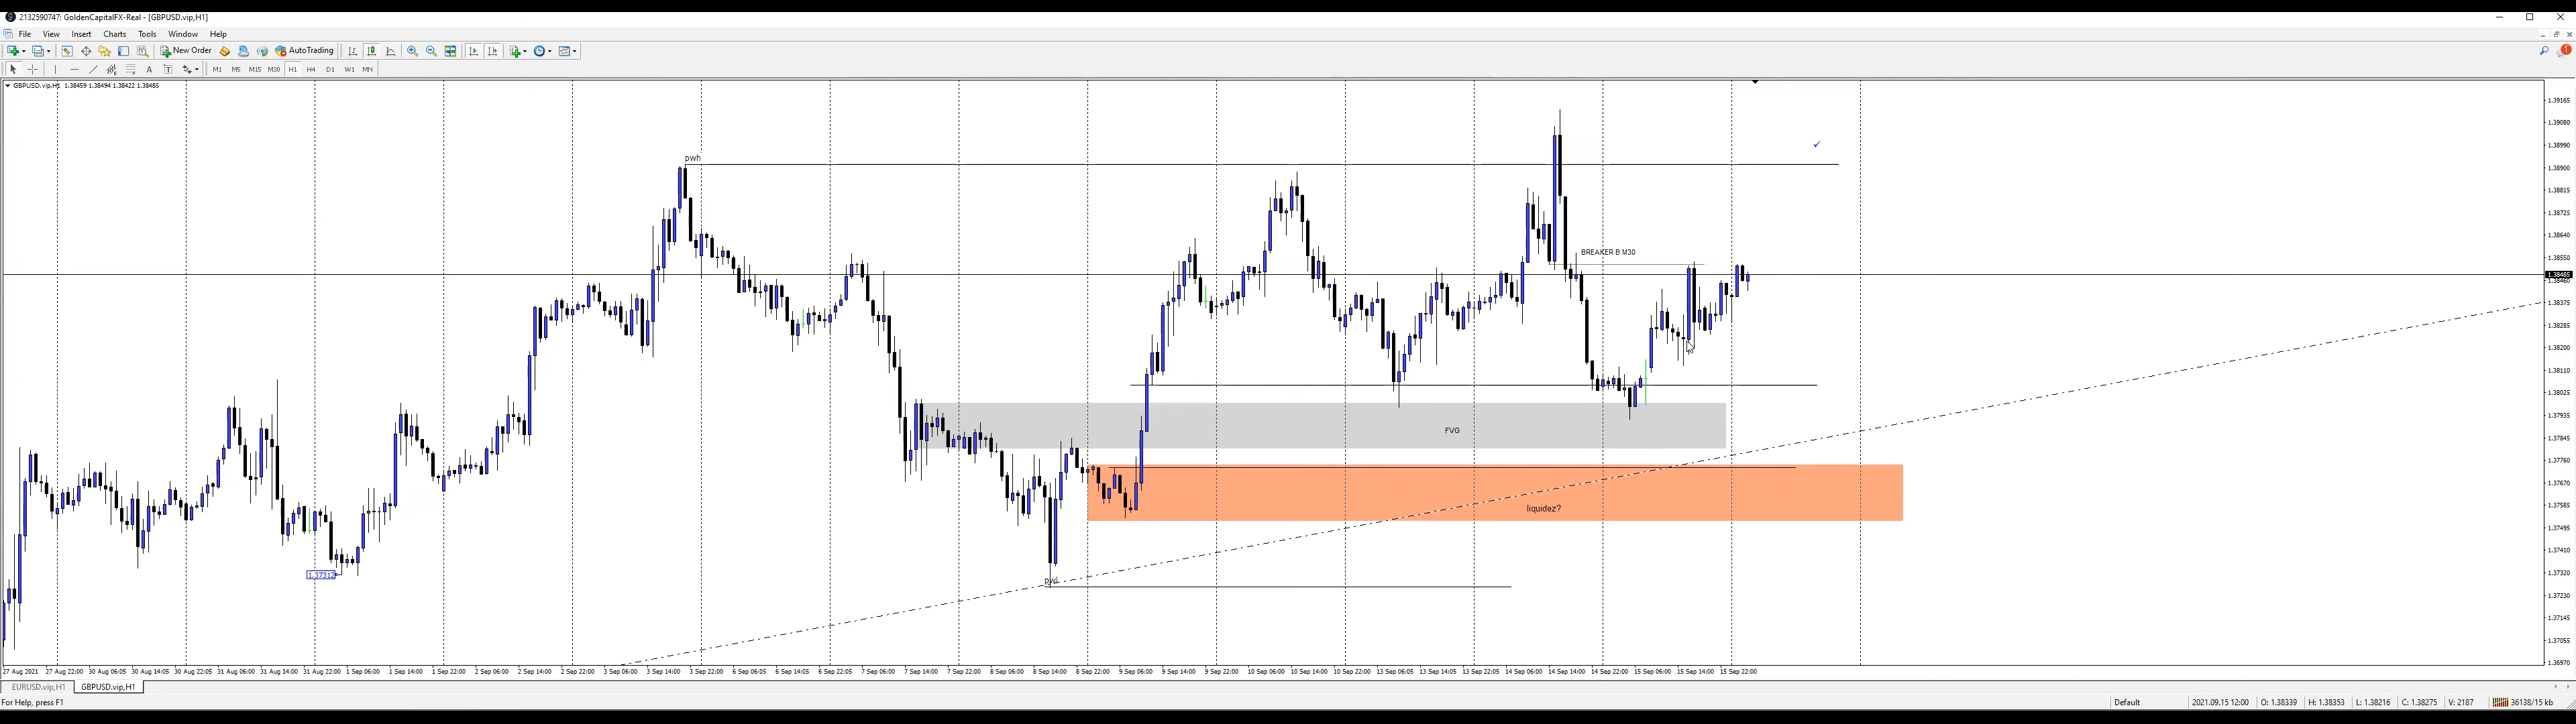 2132590747: GoldenCapitalFX-Real - [GBPUSD.vip,H1]
File View Insert Charts Tools Window Help
New Order AutoTrading
M1 M5 M15 M30 H1 H4 D1 W1 MN
GBPUSD.vip,H1 1.38459 1.38494 1.38422 1.38485
1.39165
1.39080
1.38990
pwh
1.38900
1.38815
1.38725
1.38640
BREAKER B M30
1.38550
1.38485
1.38460
1.38375
1.38285
1.38200
1.38110
1.38025
1.37935
FVG
1.37845
1.37760
1.37670
liquidez?
1.37585
1.37495
1.37410
1.37312
pwl
1.37320
1.37230
1.37145
1.37055
1.36970
27 Aug 2021 27 Aug 22:00 30 Aug 06:05 30 Aug 14:05 30 Aug 22:05 31 Aug 06:00 31 Aug 14:00 31 Aug 22:00 1 Sep 06:00 1 Sep 14:00 1 Sep 22:00 2 Sep 06:00 2 Sep 14:00 2 Sep 22:00 3 Sep 06:00 3 Sep 14:00 3 Sep 22:00 6 Sep 06:05 6 Sep 14:05 6 Sep 22:05 7 Sep 06:00 7 Sep 14:00 7 Sep 22:00 8 Sep 06:00 8 Sep 14:00 8 Sep 22:00 9 Sep 06:00 9 Sep 14:00 9 Sep 22:00 10 Sep 06:00 10 Sep 14:00 10 Sep 22:00 13 Sep 06:05 13 Sep 14:05 13 Sep 22:05 14 Sep 06:00 14 Sep 14:00 14 Sep 22:00 15 Sep 06:00 15 Sep 14:00 15 Sep 22:00
EURUSD.vip,H1 GBPUSD.vip,H1
For Help, press F1 Default 2021.09.15 12:00 O: 1.38339 H: 1.38353 L: 1.38216 C: 1.38275 V: 2187 36138/15 kb